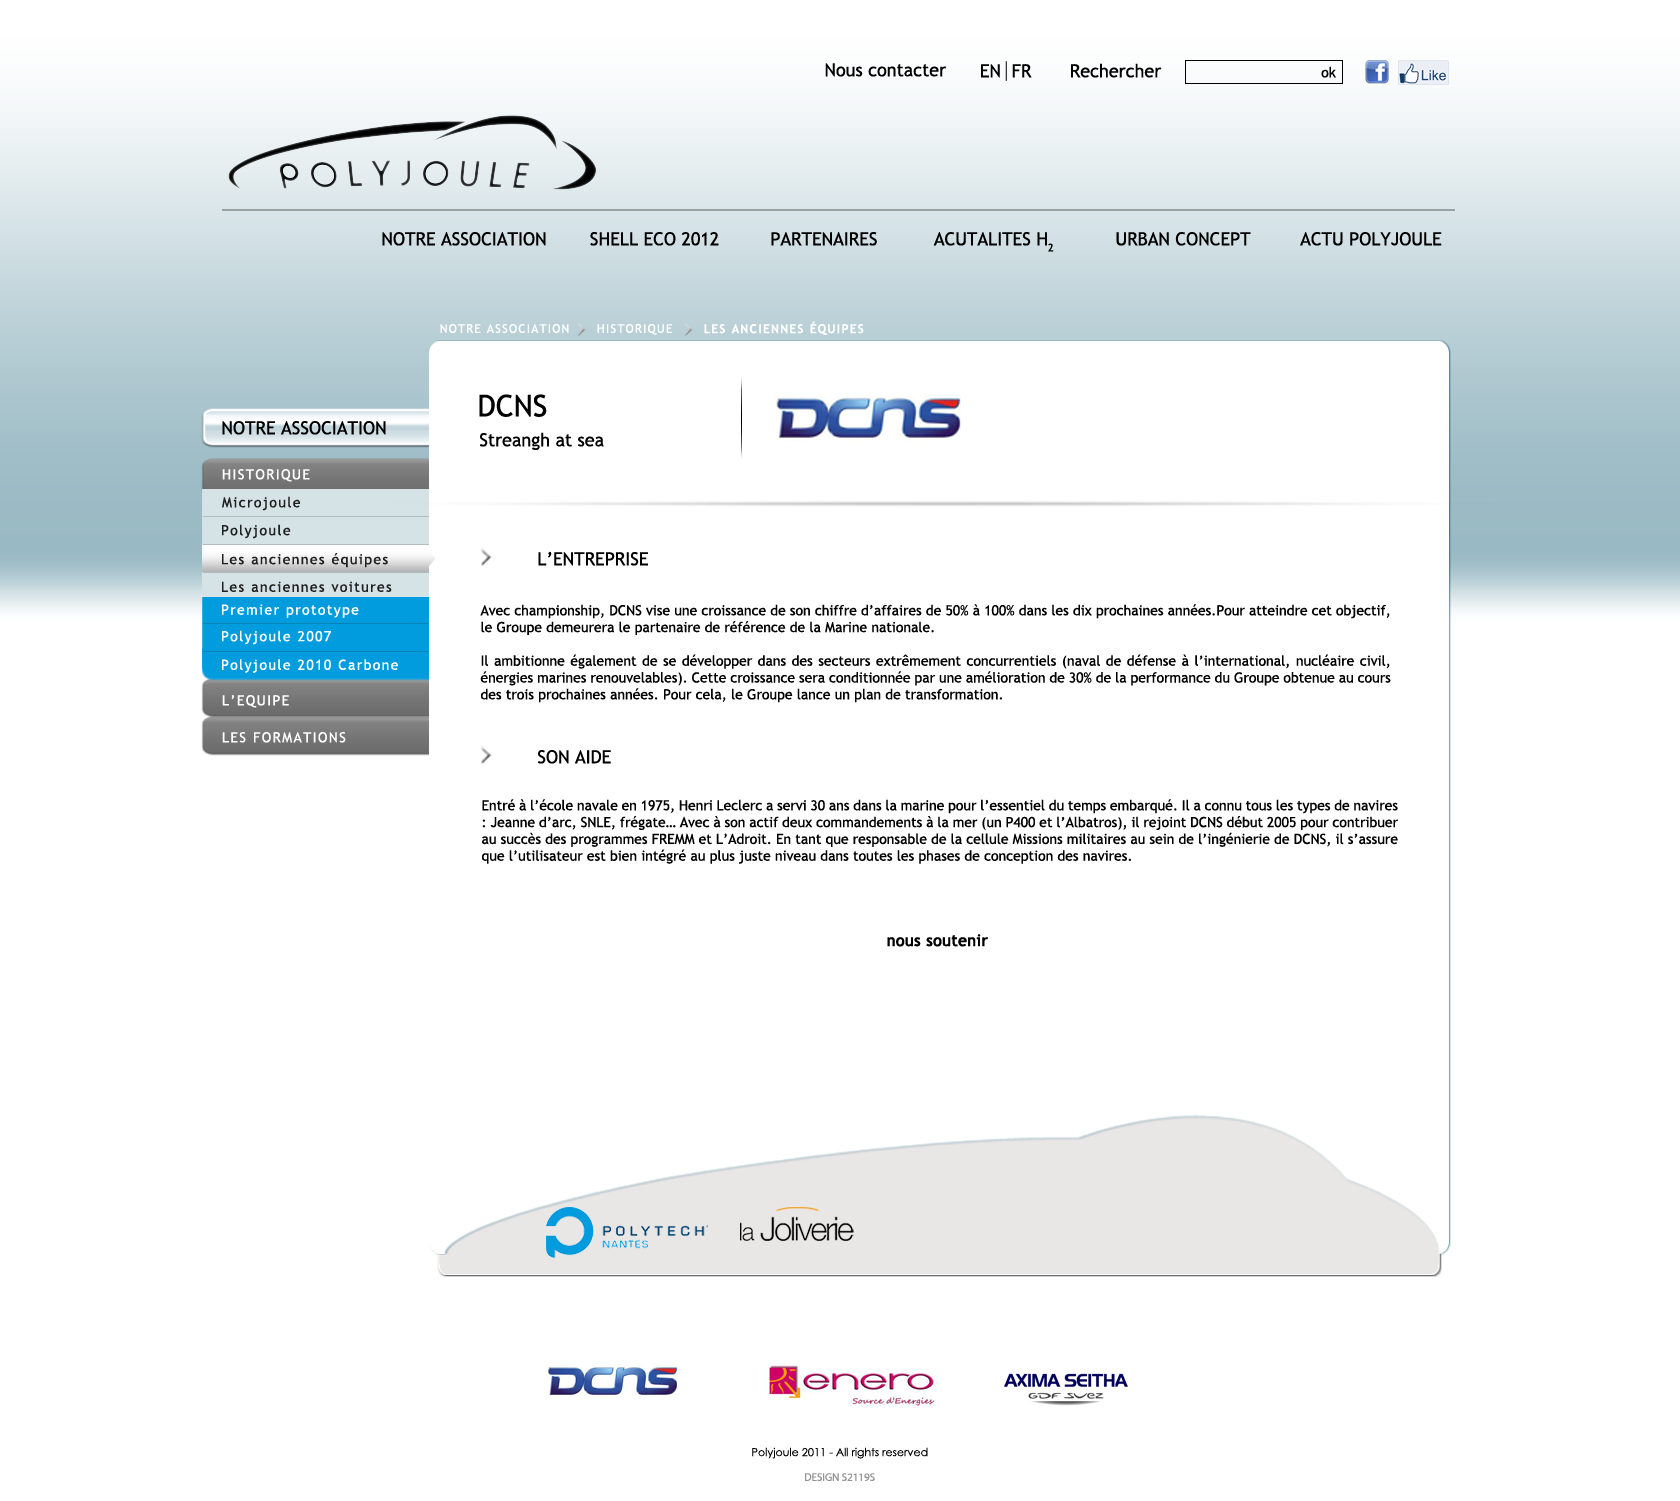 Nous contacter EN FR Rechercher ok Like
POLYJOULE
NOTRE ASSOCIATION SHELL ECO 2012 PARTENAIRES ACUTALITES H2 URBAN CONCEPT ACTU POLYJOULE
NOTRE ASSOCIATION HISTORIQUE LES ANCIENNES ÉQUIPES
NOTRE ASSOCIATION
HISTORIQUE
Microjoule
Polyjoule
Les anciennes équipes
Les anciennes voitures
Premier prototype
Polyjoule 2007
Polyjoule 2010 Carbone
L’EQUIPE
LES FORMATIONS
DCNS
Streangh at sea
DCNS
L’ENTREPRISE
Avec championship, DCNS vise une croissance de son chiffre d’affaires de 50% à 100% dans les dix prochaines années.Pour atteindre cet objectif,
le Groupe demeurera le partenaire de référence de la Marine nationale.
Il ambitionne également de se développer dans des secteurs extrêmement concurrentiels (naval de défense à l’international, nucléaire civil,
énergies marines renouvelables). Cette croissance sera conditionnée par une amélioration de 30% de la performance du Groupe obtenue au cours
des trois prochaines années. Pour cela, le Groupe lance un plan de transformation.
SON AIDE
Entré à l’école navale en 1975, Henri Leclerc a servi 30 ans dans la marine pour l’essentiel du temps embarqué. Il a connu tous les types de navires
: Jeanne d’arc, SNLE, frégate… Avec à son actif deux commandements à la mer (un P400 et l’Albatros), il rejoint DCNS début 2005 pour contribuer
au succès des programmes FREMM et L’Adroit. En tant que responsable de la cellule Missions militaires au sein de l’ingénierie de DCNS, il s’assure
que l’utilisateur est bien intégré au plus juste niveau dans toutes les phases de conception des navires.
nous soutenir
POLYTECH
NANTES
la Joliverie
DCNS
enero
Source d'Energies
AXIMA SEITHA
GDF SUEZ
Polyjoule 2011 - All rights reserved
DESIGN S2119S